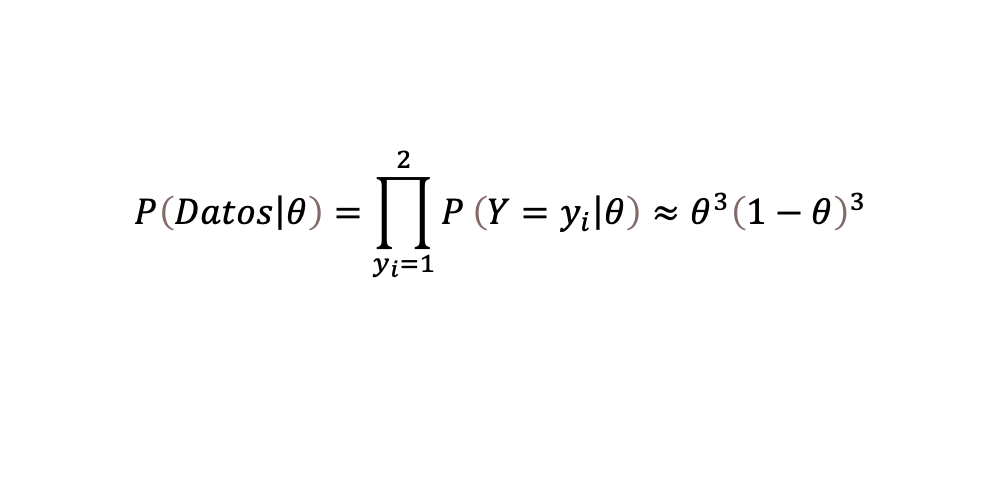 P(Datos|θ) = ∏_{y_i=1}^{2} P (Y = y_i|θ) ≈ θ³(1 − θ)³